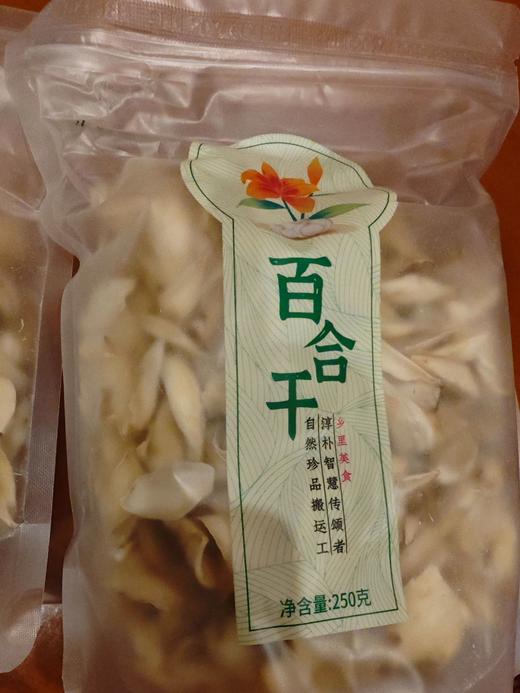 百合干
乡里美食
淳朴智慧传颂者
自然珍品搬运工
净含量:250克